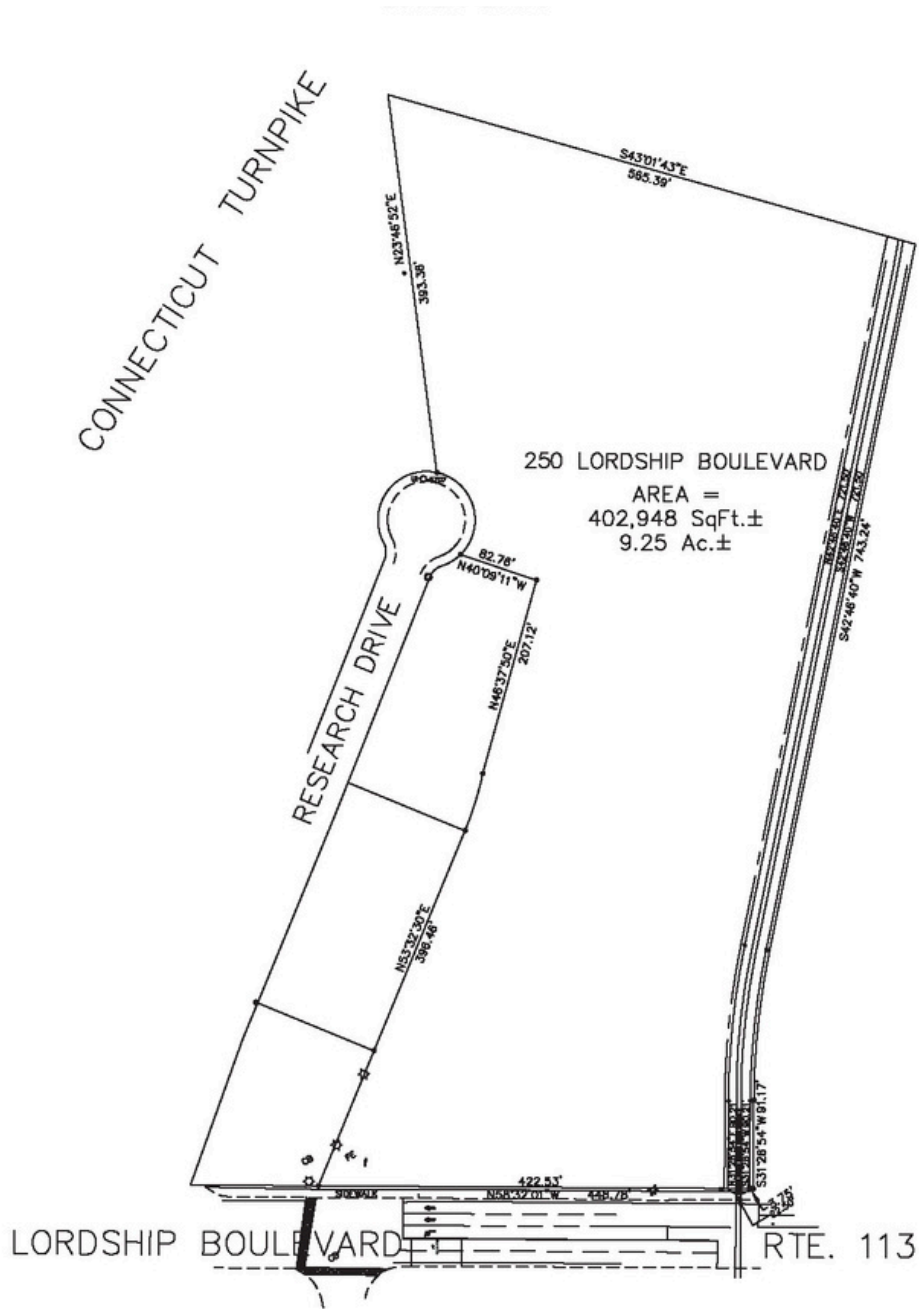 CONNECTICUT TURNPIKE
S43°01'43"E
565.39'
N23°46'52"E
393.36'
250 LORDSHIP BOULEVARD
AREA =
402,948 SqFt.±
9.25 Ac.±
82.76'
N40°09'11"W
N46°37'50"E
207.12'
S42°46'40"W 743.24'
RESEARCH DRIVE
N53°32'30"E
396.46'
S31°28'54"W 91.17'
422.53'
SIDEWALK
N58°32'01"W 448.78'
LORDSHIP BOULEVARD
RTE. 113